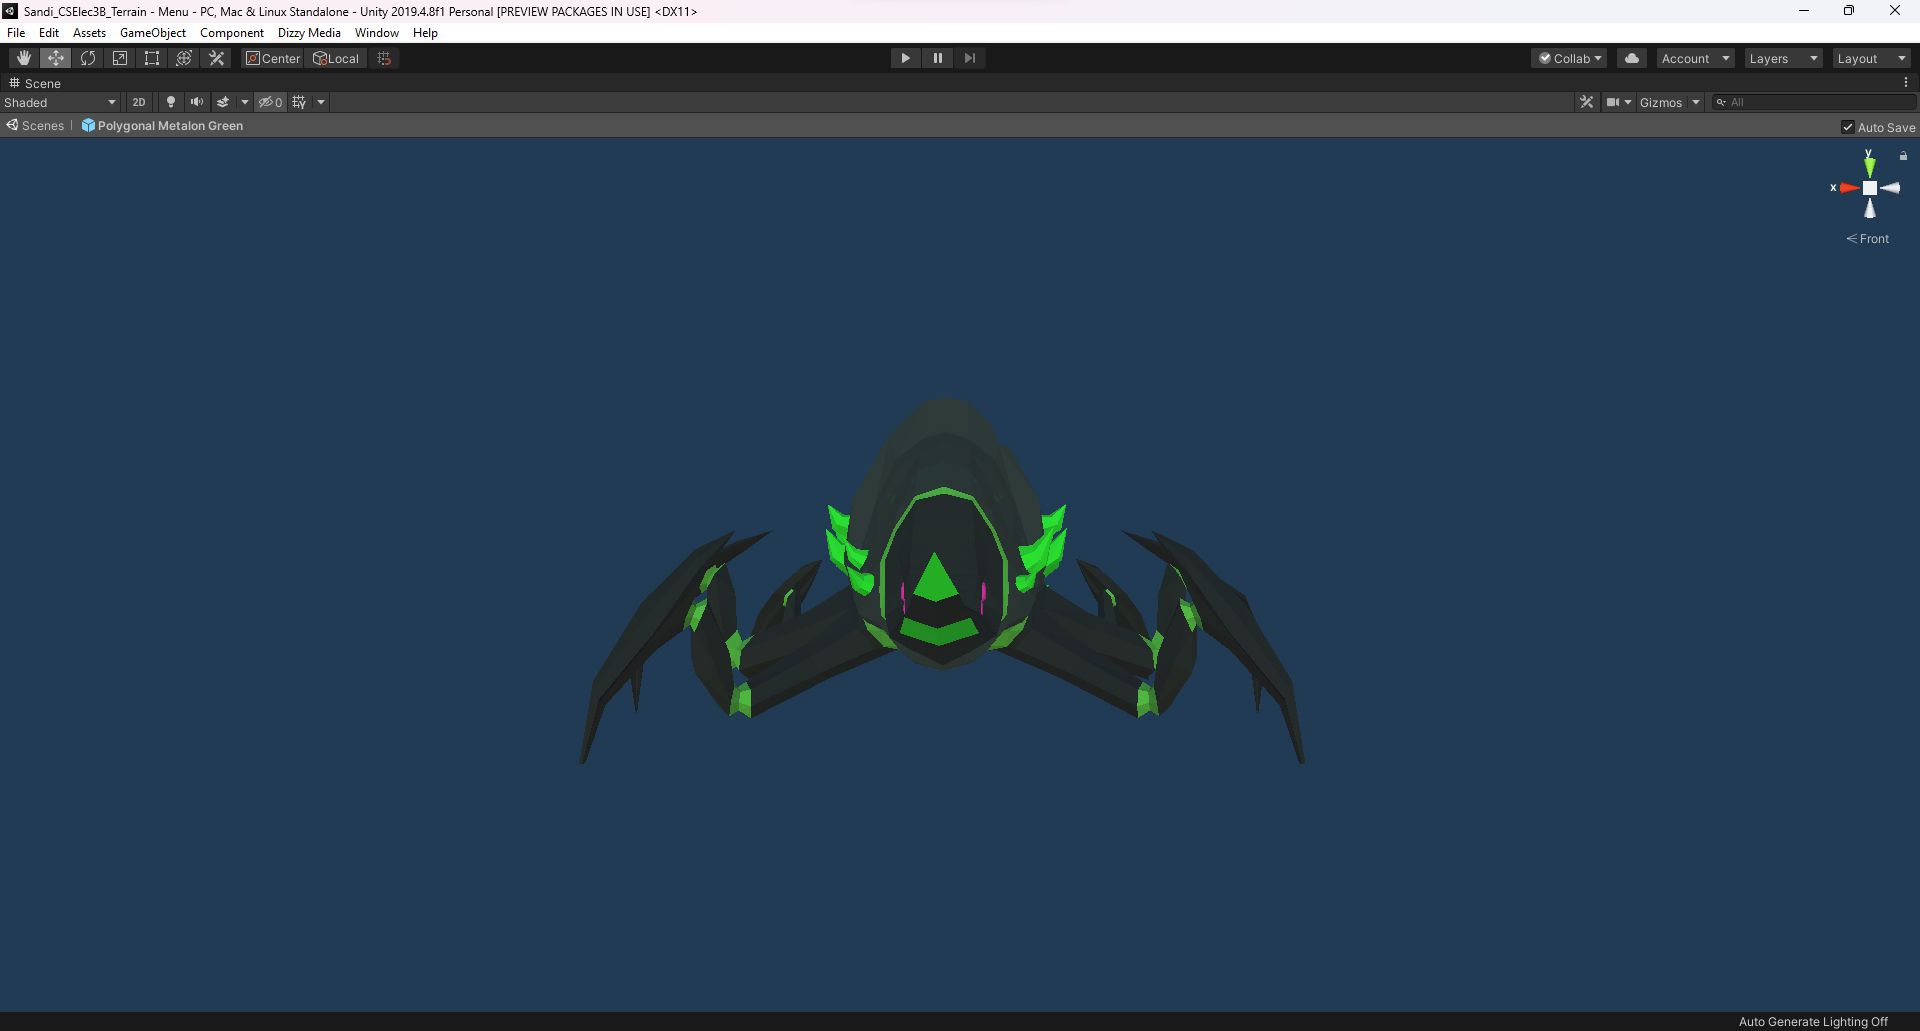 Sandi_CSElec3B_Terrain - Menu - PC, Mac & Linux Standalone - Unity 2019.4.8f1 Personal [PREVIEW PACKAGES IN USE] <DX11>
File Edit Assets GameObject Component Dizzy Media Window Help
Center Local Collab Account Layers Layout
Scene
Shaded 2D 0 Gizmos All
Scenes Polygonal Metalon Green Auto Save
y
x
Front
Auto Generate Lighting Off